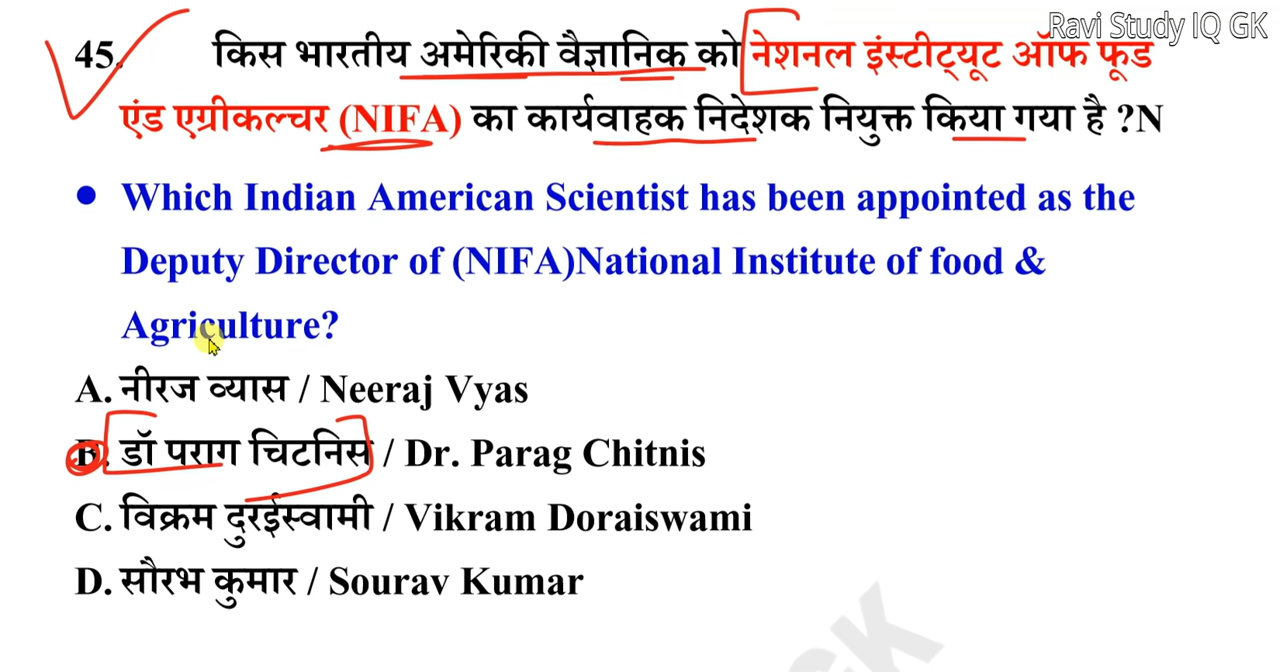 Ravi Study IQ GK
45. किस भारतीय अमेरिकी वैज्ञानिक को नेशनल इंस्टीट्यूट ऑफ फूड
एंड एग्रीकल्चर (NIFA) का कार्यवाहक निदेशक नियुक्त किया गया है ?N
• Which Indian American Scientist has been appointed as the
Deputy Director of (NIFA)National Institute of food &
Agriculture?
A. नीरज व्यास / Neeraj Vyas
B. डॉ पराग चिटनिस / Dr. Parag Chitnis
C. विक्रम दुरईस्वामी / Vikram Doraiswami
D. सौरभ कुमार / Sourav Kumar
GK